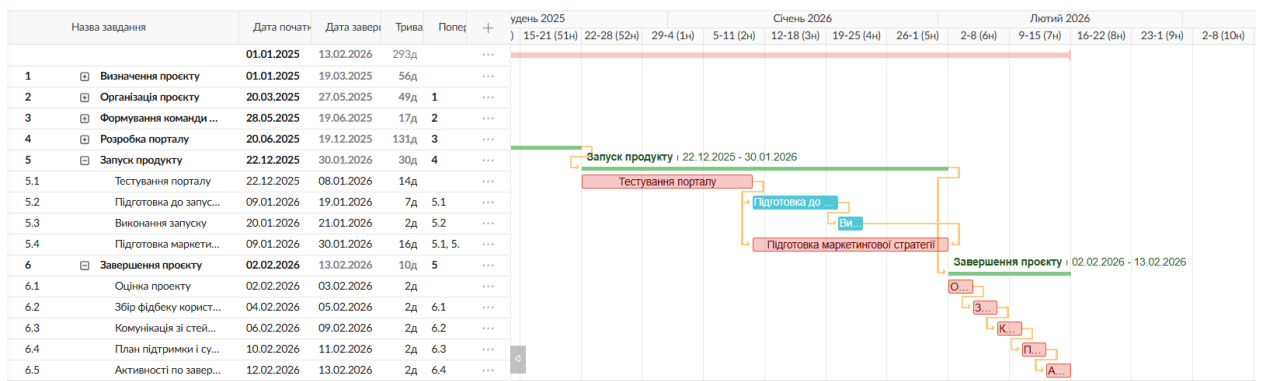 Назва завдання Дата початк Дата завери Трива Попер
удень 2025 Січень 2026 Лютий 2026
) 15-21 (51н) 22-28 (52н) 29-4 (1н) 5-11 (2н) 12-18 (3н) 19-25 (4н) 26-1 (5н) 2-8 (6н) 9-15 (7н) 16-22 (8н) 23-1 (9н) 2-8 (10н)
01.01.2025 13.02.2026 293д
1 Визначення проєкту 01.01.2025 19.03.2025 56д
2 Організація проєкту 20.03.2025 27.05.2025 49д 1
3 Формування команди ... 28.05.2025 19.06.2025 17д 2
4 Розробка порталу 20.06.2025 19.12.2025 131д 3
5 Запуск продукту 22.12.2025 30.01.2026 30д 4
Запуск продукту 22.12.2025 - 30.01.2026
5.1 Тестування порталу 22.12.2025 08.01.2026 14д
Тестування порталу
5.2 Підготовка до запус... 09.01.2026 19.01.2026 7д 5.1
Підготовка до ...
5.3 Виконання запуску 20.01.2026 21.01.2026 2д 5.2
Ви...
5.4 Підготовка маркети... 09.01.2026 30.01.2026 16д 5.1, 5.
Підготовка маркетингової стратегії
6 Завершення проєкту 02.02.2026 13.02.2026 10д 5
Завершення проєкту 02.02.2026 - 13.02.2026
6.1 Оцінка проекту 02.02.2026 03.02.2026 2д
О...
6.2 Збір фідбеку корист... 04.02.2026 05.02.2026 2д 6.1
З...
6.3 Комунікація зі стей... 06.02.2026 09.02.2026 2д 6.2
К...
6.4 План підтримки і су... 10.02.2026 11.02.2026 2д 6.3
П...
6.5 Активності по завер... 12.02.2026 13.02.2026 2д 6.4
А...